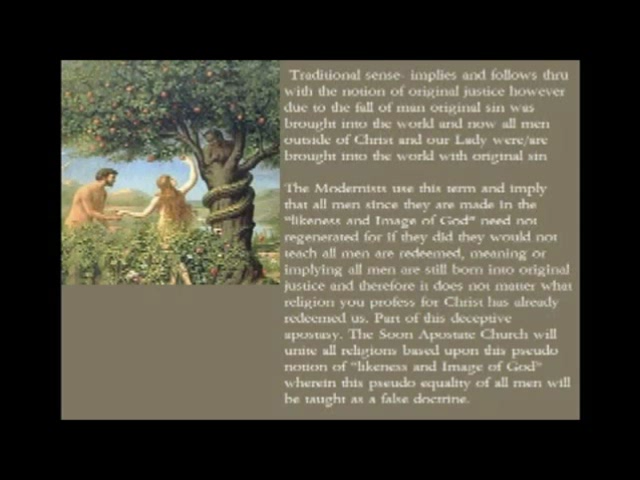 Traditional sense- implies and follows thru
with the notion of original justice however
due to the fall of man original sin was
brought into the world and now all men
outside of Christ and our Lady were/are
brought into the world with original sin
The Modernists use this term and imply
that all men since they are made in the
"likeness and Image of God" need not
regenerated for if they did they would not
teach all men are redeemed, meaning or
implying all men are still born into original
justice and therefore it does not matter what
religion you profess for Christ has already
redeemed us. Part of this deceptive
apostasy. The Soon Apostate Church will
unite all religions based upon this pseudo
notion of "likeness and Image of God"
wherein this pseudo equality of all men will
be taught as a false doctrine.